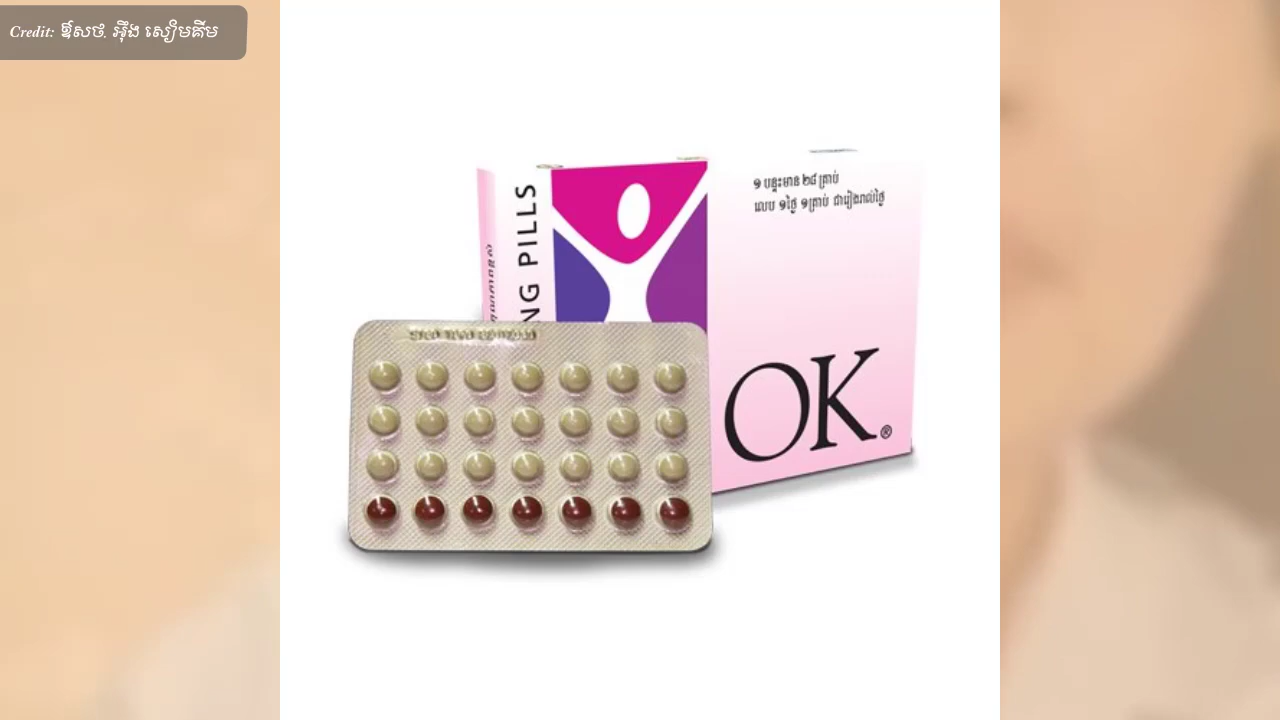 Credit: ឱសថ. អ៊ឹង សៀមគីម
NG PILLS
១ បន្ទះមាន ២៨ គ្រាប់
លេប ១ថ្ងៃ ១គ្រាប់ ជារៀងរាល់ថ្ងៃ
OK®